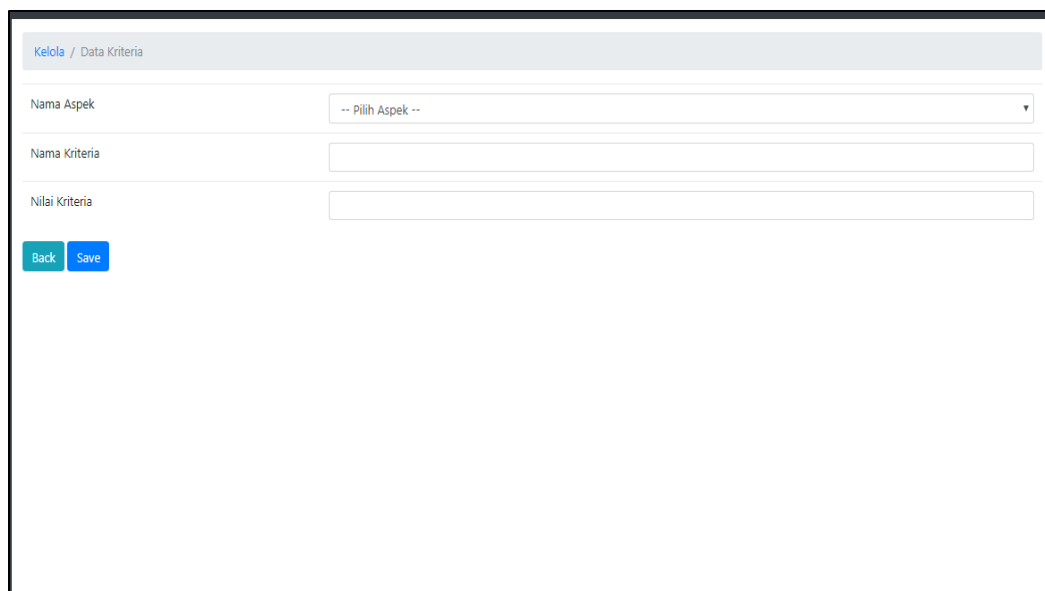 Kelola / Data Kriteria
Nama Aspek
-- Pilih Aspek --
Nama Kriteria
Nilai Kriteria
Back Save